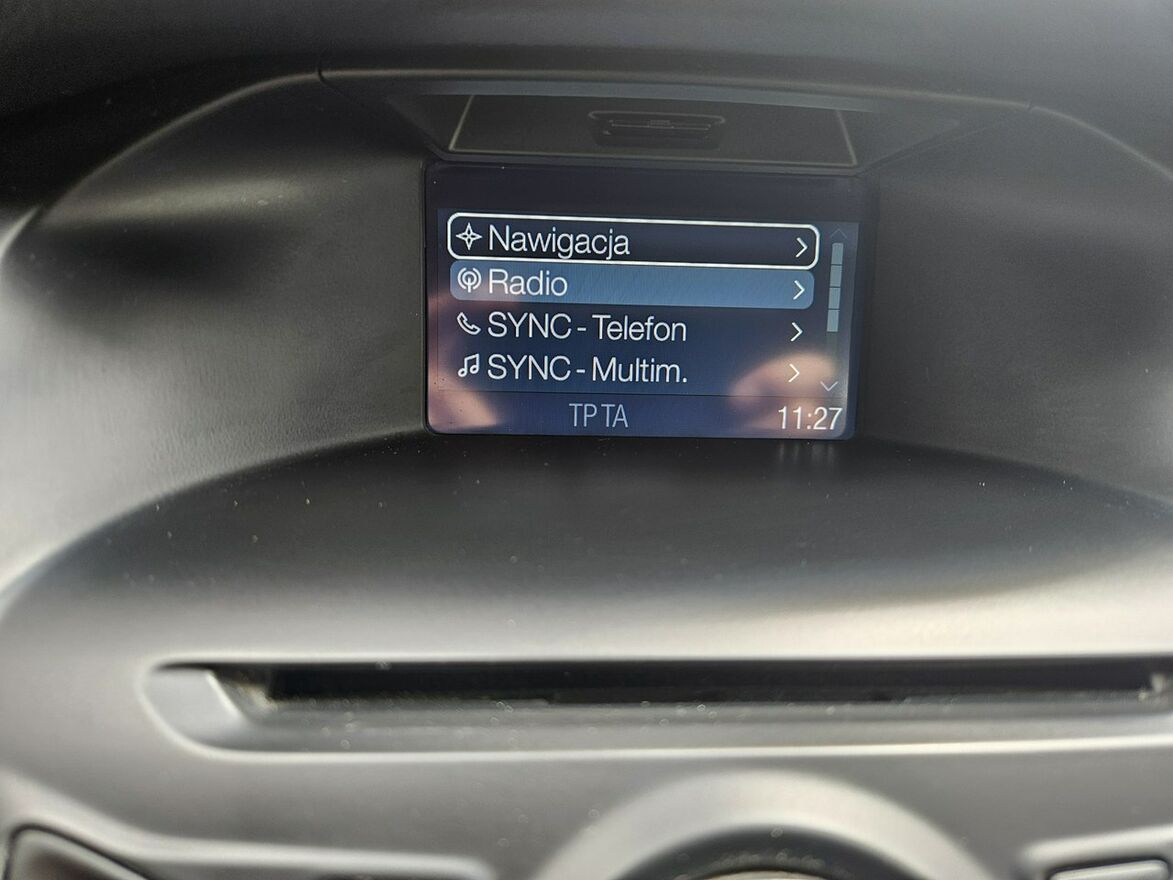 Nawigacja
Radio
SYNC - Telefon
SYNC - Multim.
TP TA 11:27